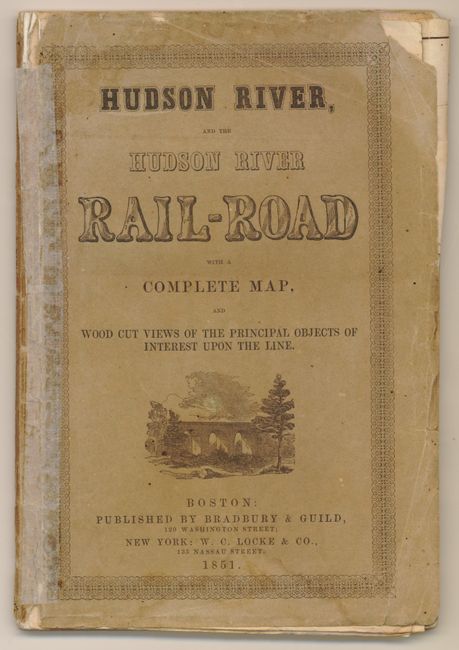 HUDSON RIVER,
AND THE
HUDSON RIVER
RAIL-ROAD
WITH A
COMPLETE MAP,
AND
WOOD CUT VIEWS OF THE PRINCIPAL OBJECTS OF
INTEREST UPON THE LINE.
BOSTON:
PUBLISHED BY BRADBURY & GUILD,
120 WASHINGTON STREET;
NEW YORK: W. C. LOCKE & CO.,
135 NASSAU STREET;
1851.